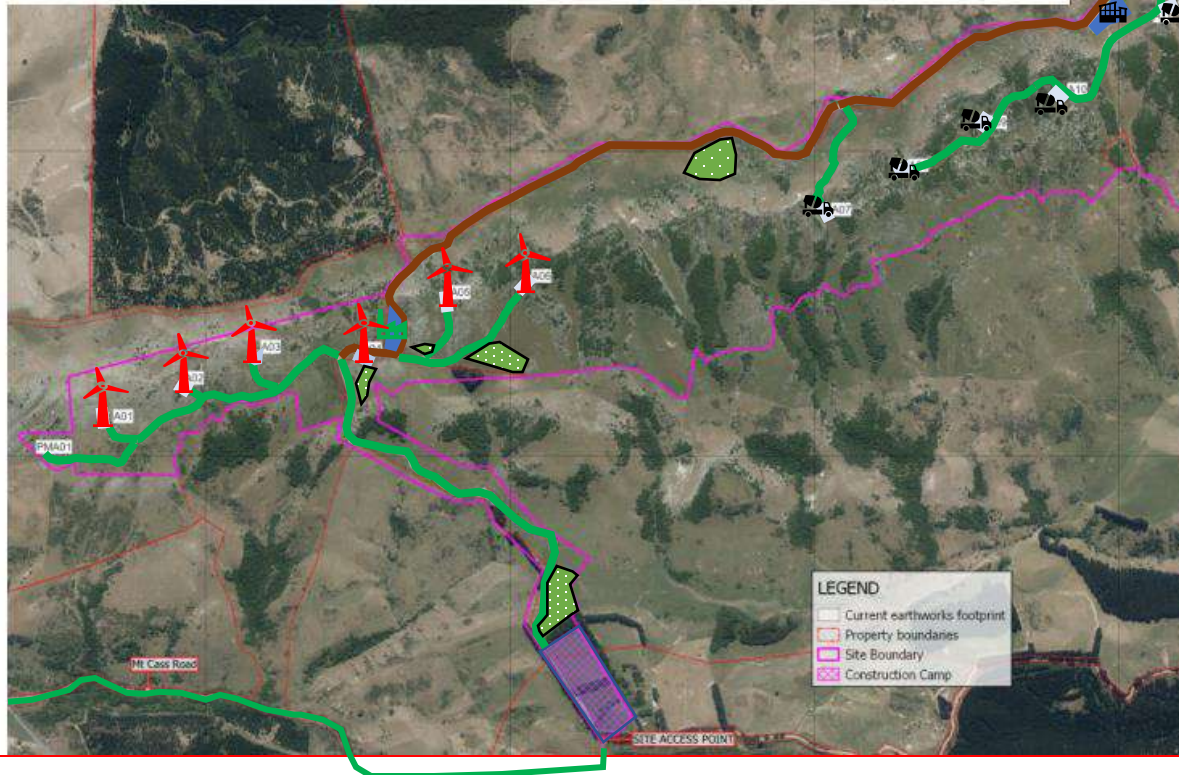 A10
A07
A06
A05
A03
A02
A01
PMA01
LEGEND
Current earthworks footprint
Property boundaries
Site Boundary
Construction Camp
Mt Cass Road
SITE ACCESS POINT